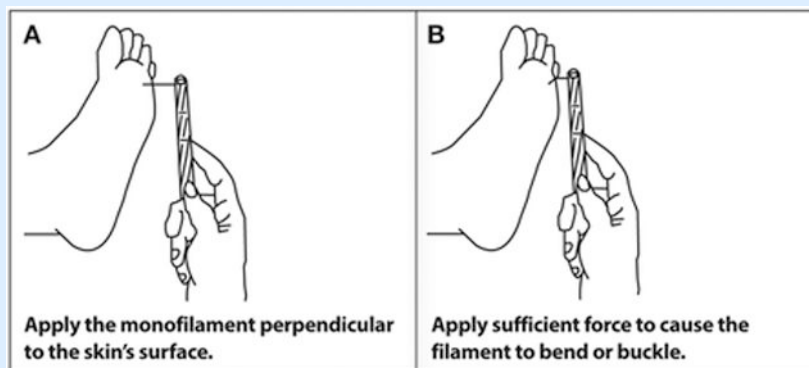 A
Apply the monofilament perpendicular
to the skin's surface.
B
Apply sufficient force to cause the
filament to bend or buckle.